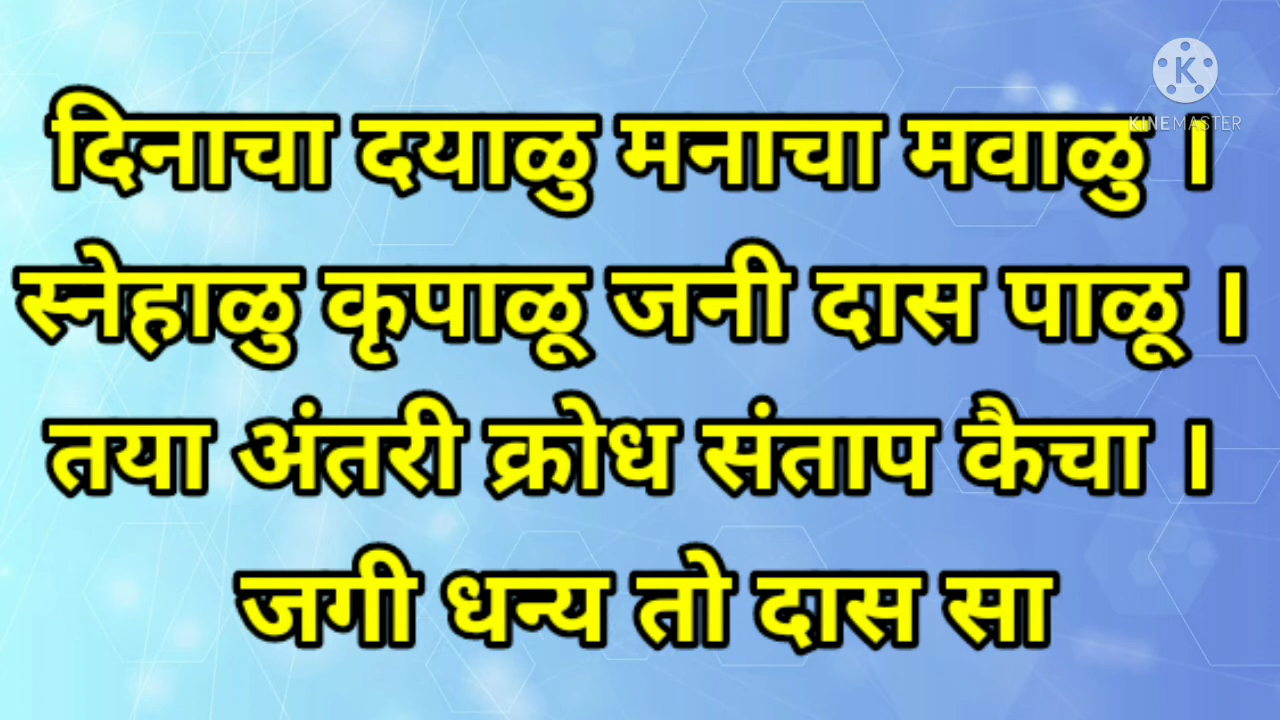 K
KINEMASTER
दिनाचा दयाळु मनाचा मवाळु ।
स्नेहाळु कृपाळू जनी दास पाळू ।
तया अंतरी क्रोध संताप कैचा ।
जगी धन्य तो दास सा